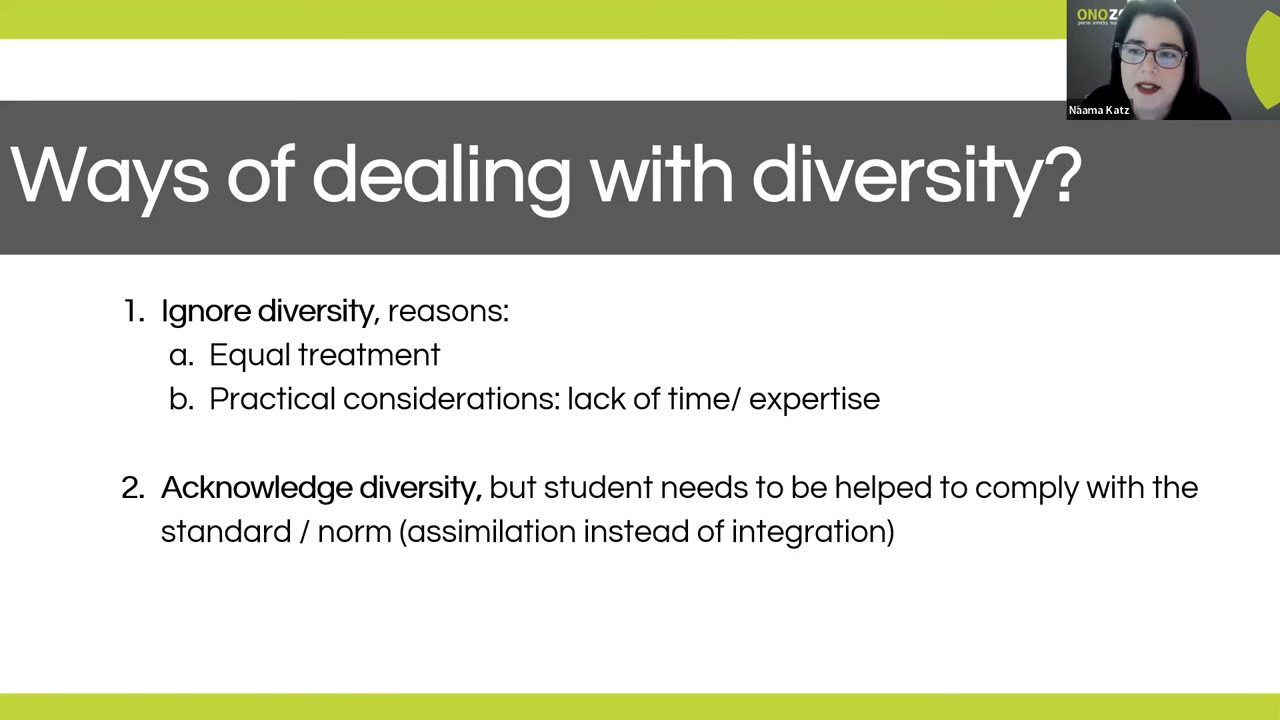 ONO
Naama Katz
Ways of dealing with diversity?
1. Ignore diversity, reasons:
a. Equal treatment
b. Practical considerations: lack of time/ expertise
2. Acknowledge diversity, but student needs to be helped to comply with the
standard / norm (assimilation instead of integration)